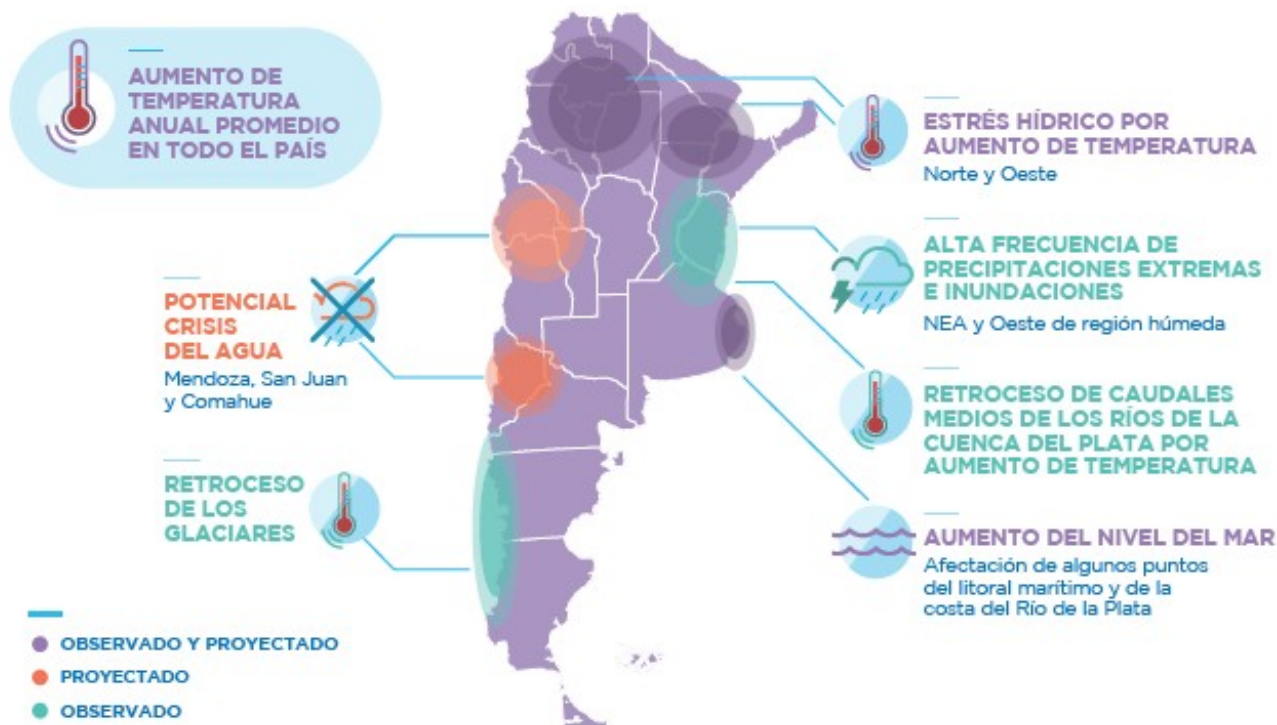 AUMENTO DE
TEMPERATURA
ANUAL PROMEDIO
EN TODO EL PAÍS
ESTRÉS HÍDRICO POR
AUMENTO DE TEMPERATURA
Norte y Oeste
ALTA FRECUENCIA DE
PRECIPITACIONES EXTREMAS
E INUNDACIONES
NEA y Oeste de región húmeda
POTENCIAL
CRISIS
DEL AGUA
Mendoza, San Juan
y Comahue
RETROCESO DE CAUDALES
MEDIOS DE LOS RÍOS DE LA
CUENCA DEL PLATA POR
AUMENTO DE TEMPERATURA
RETROCESO
DE LOS
GLACIARES
AUMENTO DEL NIVEL DEL MAR
Afectación de algunos puntos
del litoral marítimo y de la
costa del Río de la Plata
OBSERVADO Y PROYECTADO
PROYECTADO
OBSERVADO